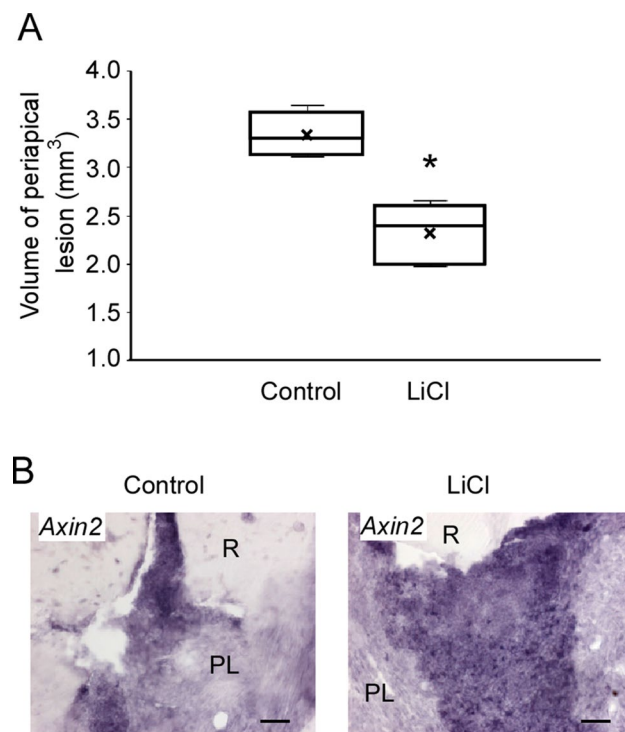 A
4.0
3.5
3.0
2.5
2.0
1.5
1.0
Volume of periapical
lesion (mm³)
*
Control
LiCl
B
Control
LiCl
Axin2
R
PL
Axin2
R
PL